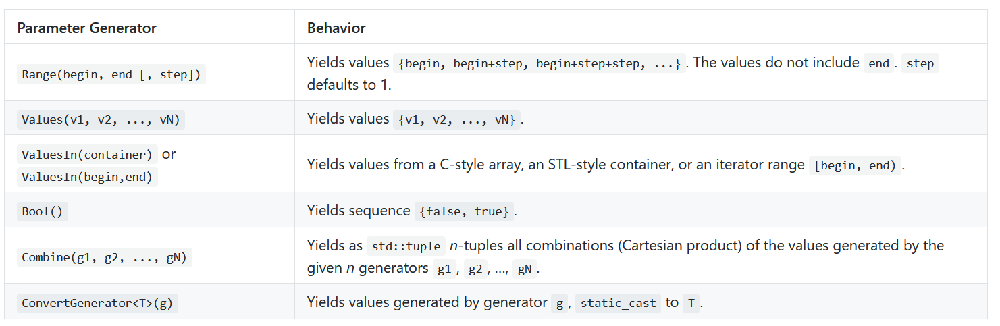 Parameter Generator
Behavior
Range(begin, end [, step])
Yields values {begin, begin+step, begin+step+step, ...}. The values do not include end. step
defaults to 1.
Values(v1, v2, ..., vN)
Yields values {v1, v2, ..., vN}.
ValuesIn(container) or
ValuesIn(begin,end)
Yields values from a C-style array, an STL-style container, or an iterator range [begin, end).
Bool()
Yields sequence {false, true}.
Combine(g1, g2, ..., gN)
Yields as std::tuple n-tuples all combinations (Cartesian product) of the values generated by the
given n generators g1, g2, …, gN.
ConvertGenerator<T>(g)
Yields values generated by generator g, static_cast to T.